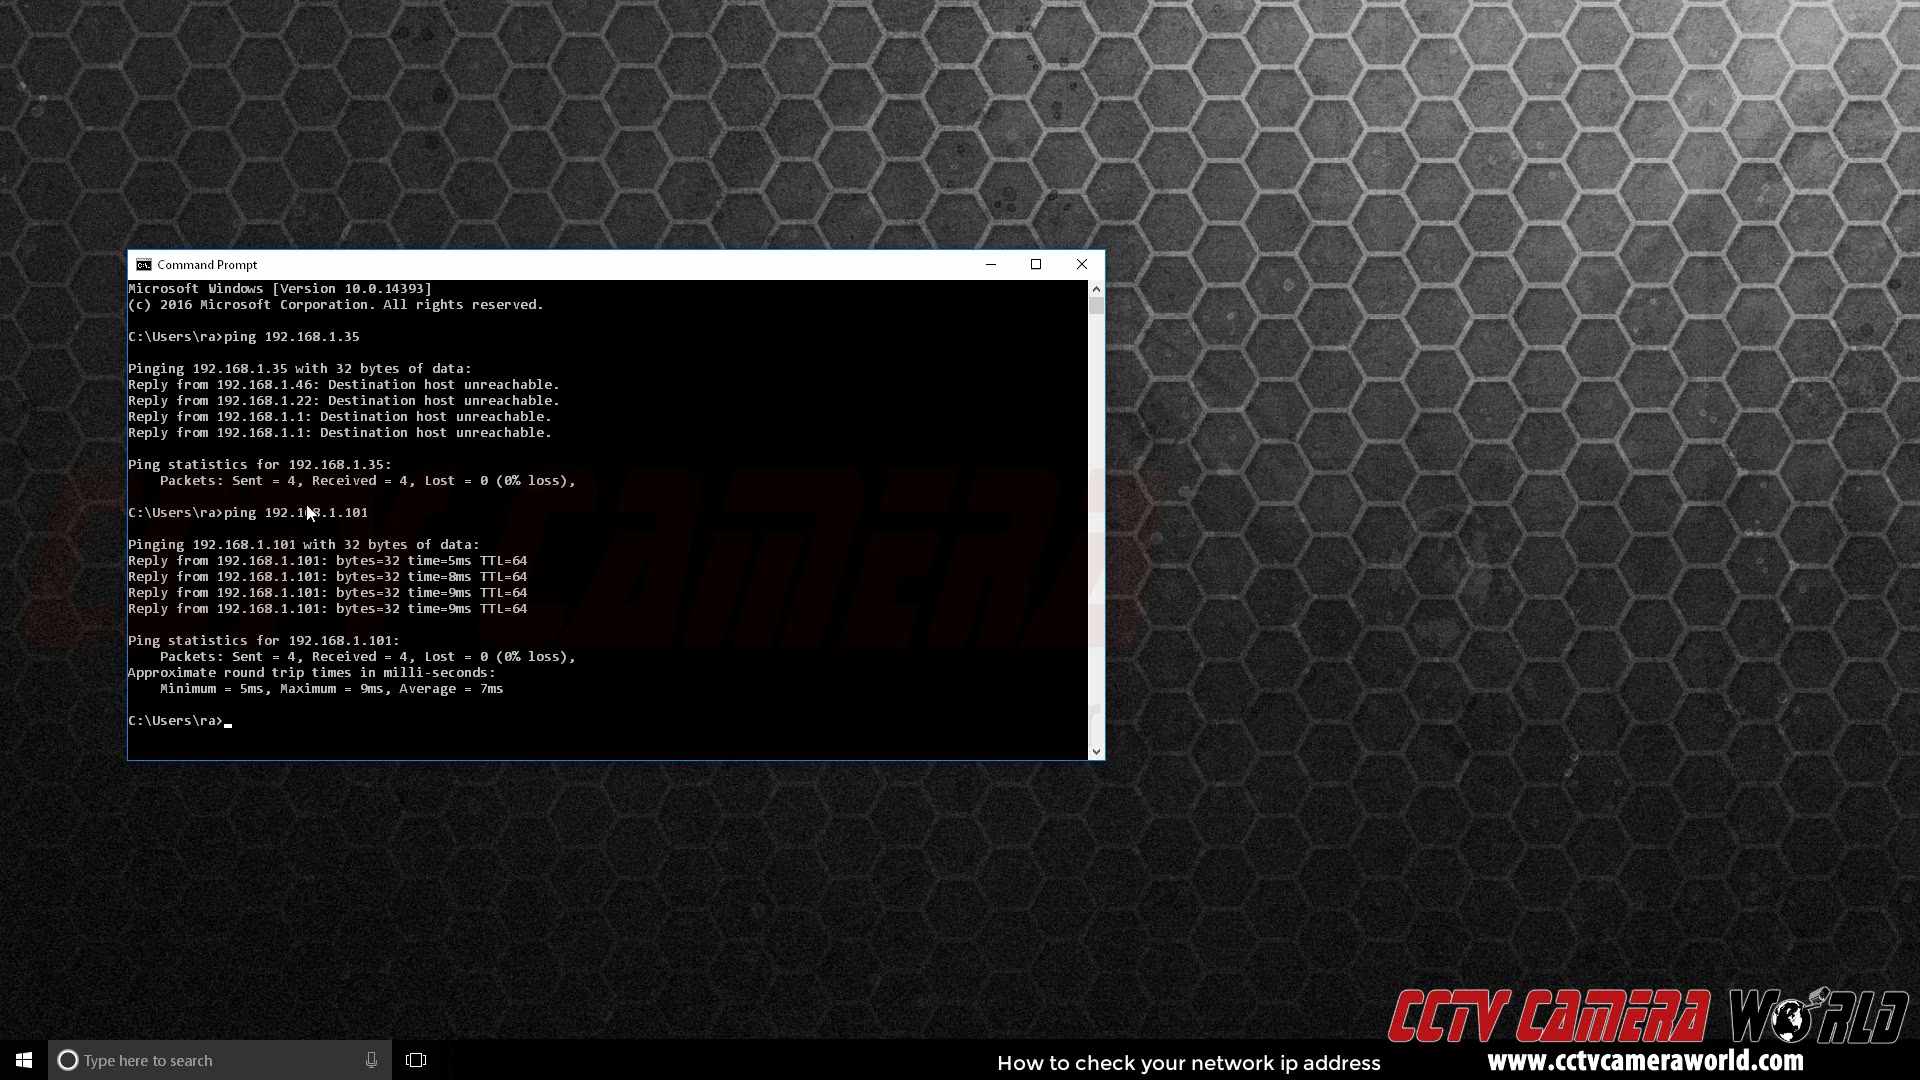 Command Prompt
Microsoft Windows [Version 10.0.14393]
(c) 2016 Microsoft Corporation. All rights reserved.
C:\Users\ra>ping 192.168.1.35
Pinging 192.168.1.35 with 32 bytes of data:
Reply from 192.168.1.46: Destination host unreachable.
Reply from 192.168.1.22: Destination host unreachable.
Reply from 192.168.1.1: Destination host unreachable.
Reply from 192.168.1.1: Destination host unreachable.
Ping statistics for 192.168.1.35:
Packets: Sent = 4, Received = 4, Lost = 0 (0% loss),
C:\Users\ra>ping 192.168.1.101
Pinging 192.168.1.101 with 32 bytes of data:
Reply from 192.168.1.101: bytes=32 time=5ms TTL=64
Reply from 192.168.1.101: bytes=32 time=8ms TTL=64
Reply from 192.168.1.101: bytes=32 time=9ms TTL=64
Reply from 192.168.1.101: bytes=32 time=9ms TTL=64
Ping statistics for 192.168.1.101:
Packets: Sent = 4, Received = 4, Lost = 0 (0% loss),
Approximate round trip times in milli-seconds:
Minimum = 5ms, Maximum = 9ms, Average = 7ms
C:\Users\ra>
CCTV CAMERA
CCTV CAMERA WORLD
Type here to search
How to check your network ip address
www.cctvcameraworld.com